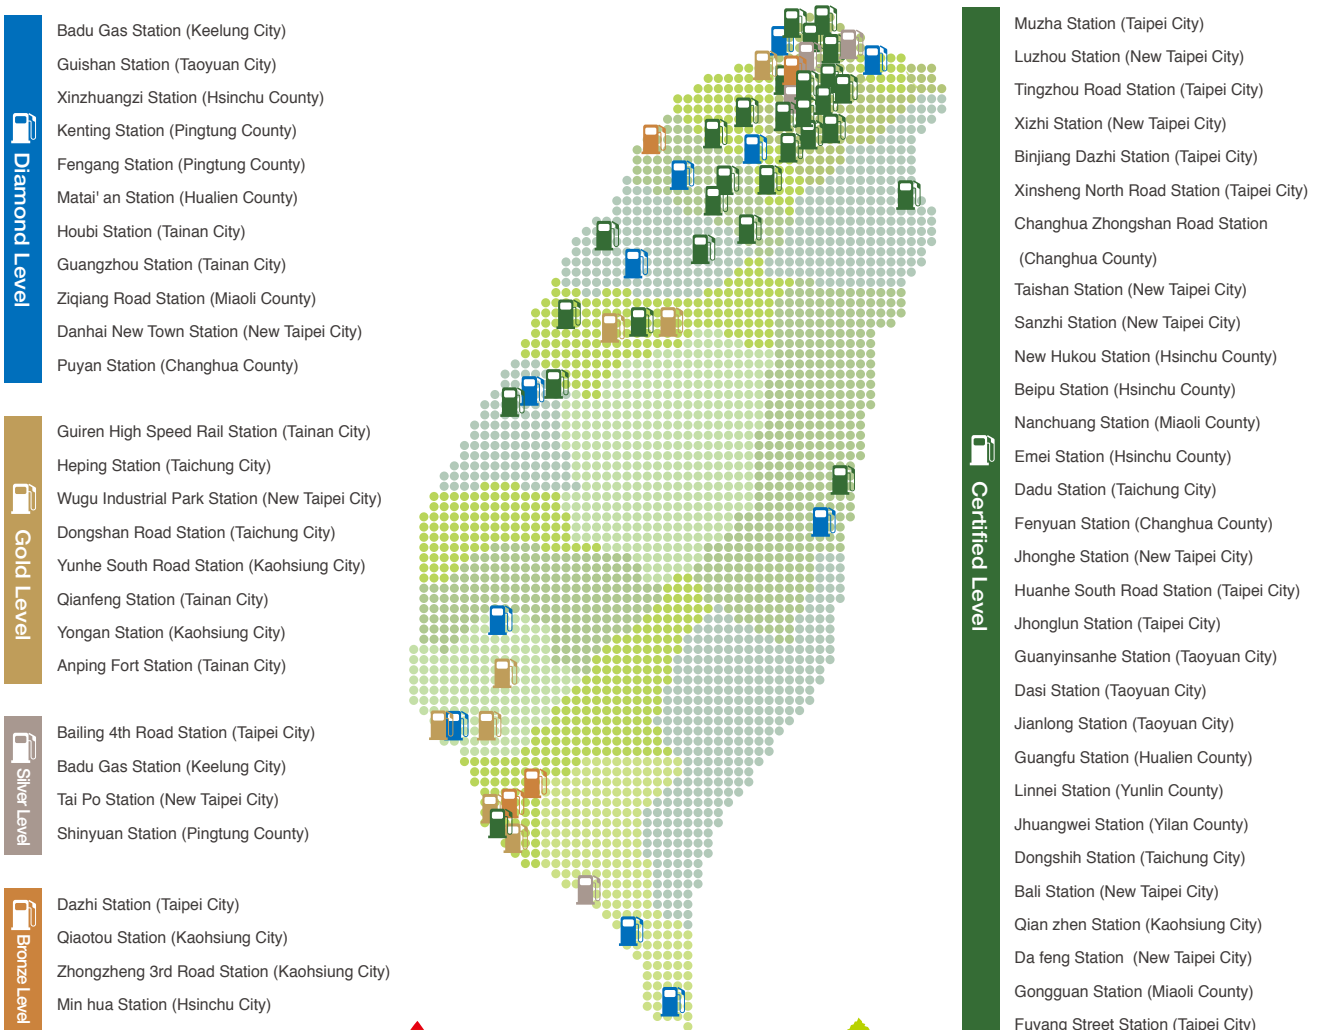 Diamond Level
Badu Gas Station (Keelung City)
Guishan Station (Taoyuan City)
Xinzhuangzi Station (Hsinchu County)
Kenting Station (Pingtung County)
Fengang Station (Pingtung County)
Matai' an Station (Hualien County)
Houbi Station (Tainan City)
Guangzhou Station (Tainan City)
Ziqiang Road Station (Miaoli County)
Danhai New Town Station (New Taipei City)
Puyan Station (Changhua County)
Gold Level
Guiren High Speed Rail Station (Tainan City)
Heping Station (Taichung City)
Wugu Industrial Park Station (New Taipei City)
Dongshan Road Station (Taichung City)
Yunhe South Road Station (Kaohsiung City)
Qianfeng Station (Tainan City)
Yongan Station (Kaohsiung City)
Anping Fort Station (Tainan City)
Silver Level
Bailing 4th Road Station (Taipei City)
Badu Gas Station (Keelung City)
Tai Po Station (New Taipei City)
Shinyuan Station (Pingtung County)
Bronze Level
Dazhi Station (Taipei City)
Qiaotou Station (Kaohsiung City)
Zhongzheng 3rd Road Station (Kaohsiung City)
Min hua Station (Hsinchu City)
Certified Level
Muzha Station (Taipei City)
Luzhou Station (New Taipei City)
Tingzhou Road Station (Taipei City)
Xizhi Station (New Taipei City)
Binjiang Dazhi Station (Taipei City)
Xinsheng North Road Station (Taipei City)
Changhua Zhongshan Road Station
(Changhua County)
Taishan Station (New Taipei City)
Sanzhi Station (New Taipei City)
New Hukou Station (Hsinchu County)
Beipu Station (Hsinchu County)
Nanchuang Station (Miaoli County)
Emei Station (Hsinchu County)
Dadu Station (Taichung City)
Fenyuan Station (Changhua County)
Jhonghe Station (New Taipei City)
Huanhe South Road Station (Taipei City)
Jhonglun Station (Taipei City)
Guanyinsanhe Station (Taoyuan City)
Dasi Station (Taoyuan City)
Jianlong Station (Taoyuan City)
Guangfu Station (Hualien County)
Linnei Station (Yunlin County)
Jhuangwei Station (Yilan County)
Dongshih Station (Taichung City)
Bali Station (New Taipei City)
Qian zhen Station (Kaohsiung City)
Da feng Station (New Taipei City)
Gongguan Station (Miaoli County)
Fuyang Street Station (Taipei City)